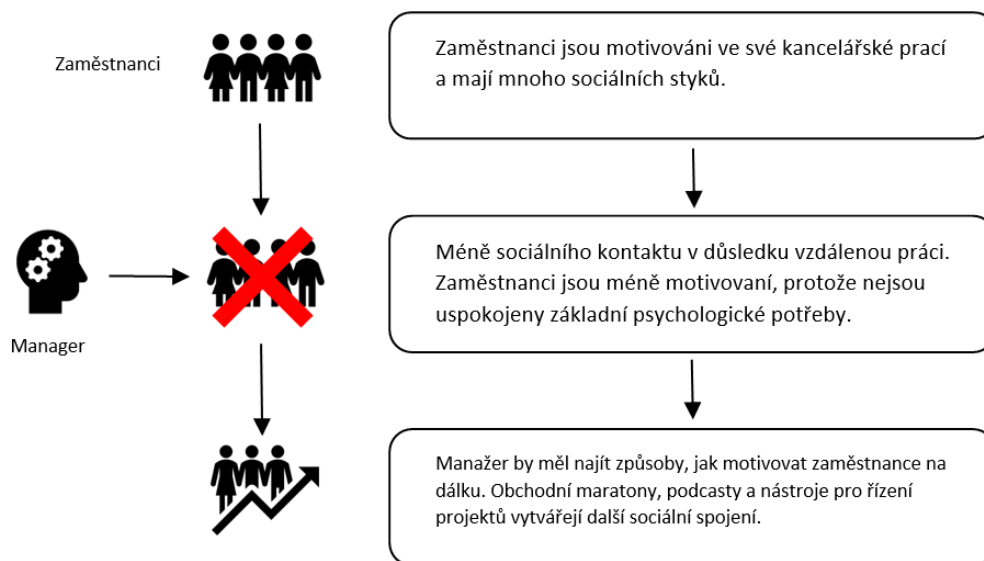 Zaměstnanci
Zaměstnanci jsou motivováni ve své kancelářské prací
a mají mnoho sociálních styků.
Méně sociálního kontaktu v důsledku vzdálenou práci.
Zaměstnanci jsou méně motivovaní, protože nejsou
uspokojeny základní psychologické potřeby.
Manager
Manažer by měl najít způsoby, jak motivovat zaměstnance na
dálku. Obchodní maratony, podcasty a nástroje pro řízení
projektů vytvářejí další sociální spojení.